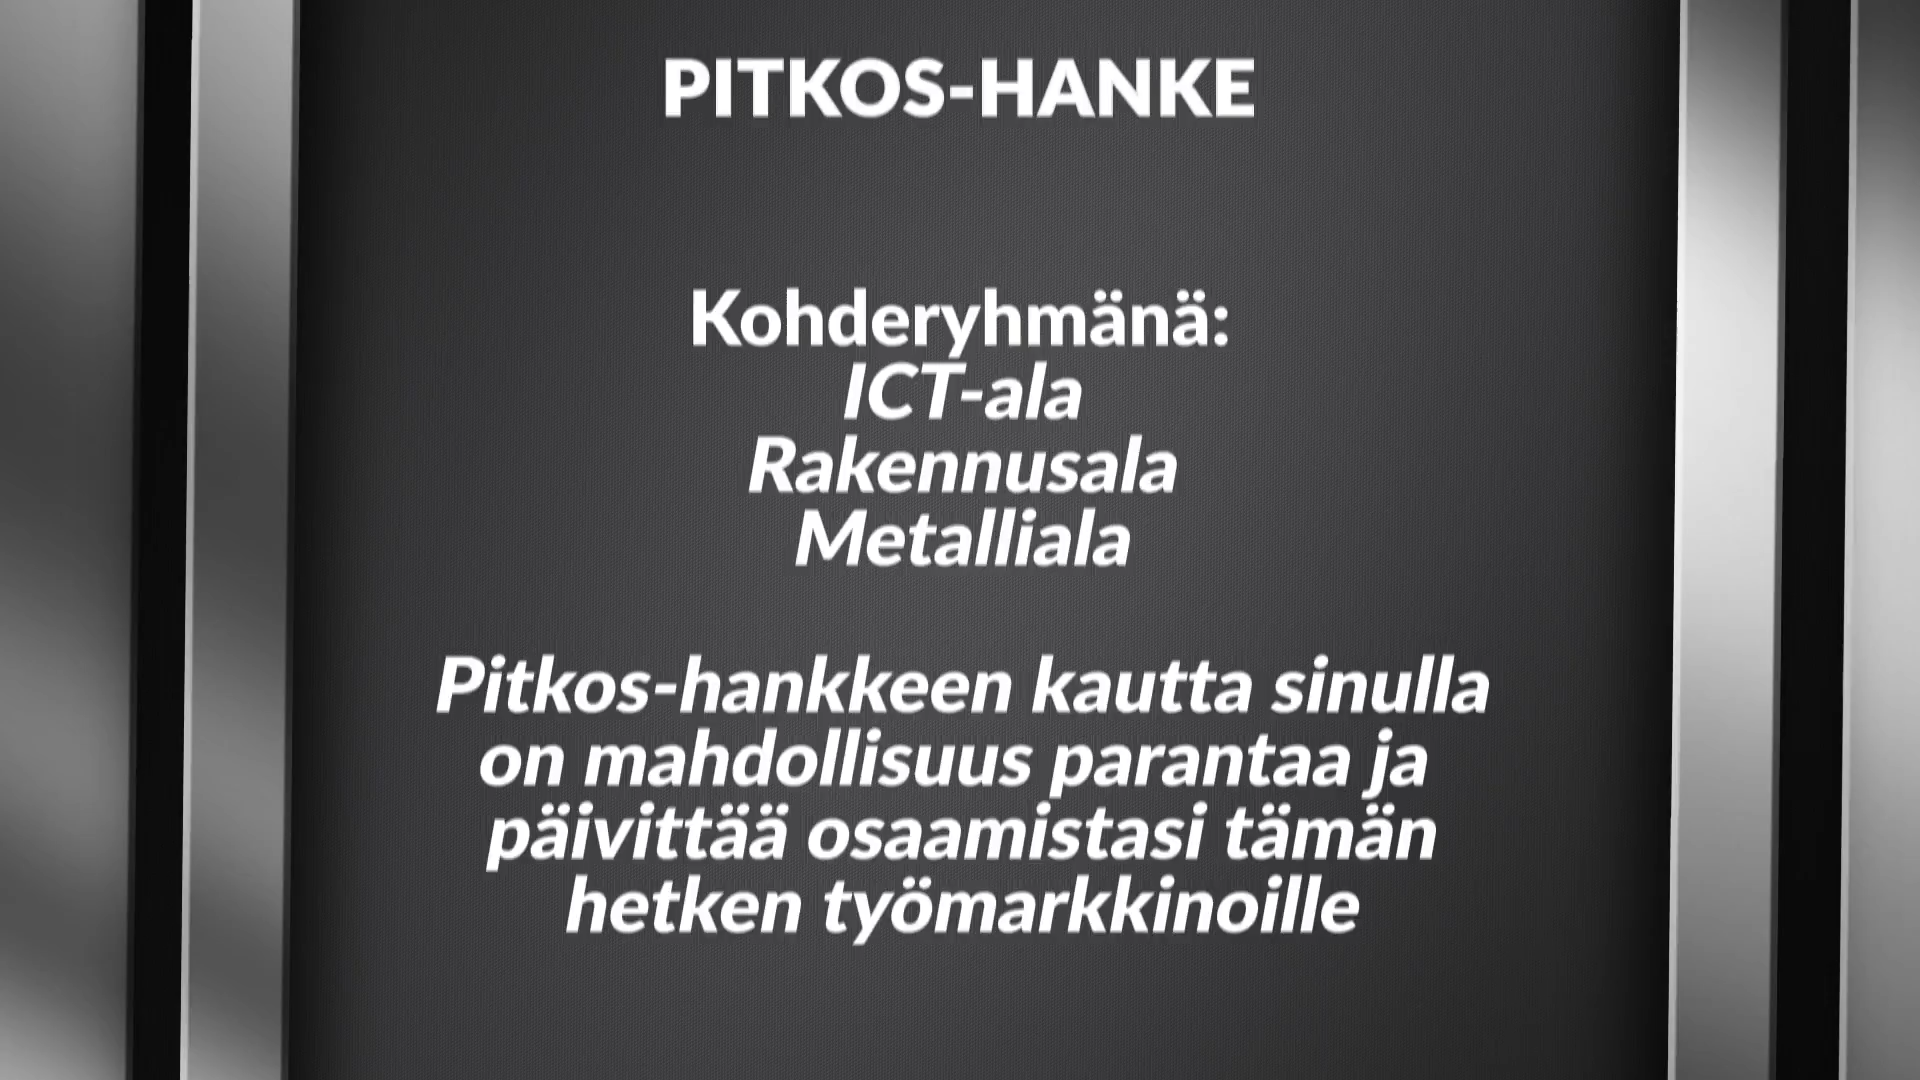 PITKOS-HANKE
Kohderyhmänä:
ICT-ala
Rakennusala
Metalliala
Pitkos-hankkeen kautta sinulla
on mahdollisuus parantaa ja
päivittää osaamistasi tämän
hetken työmarkkinoille